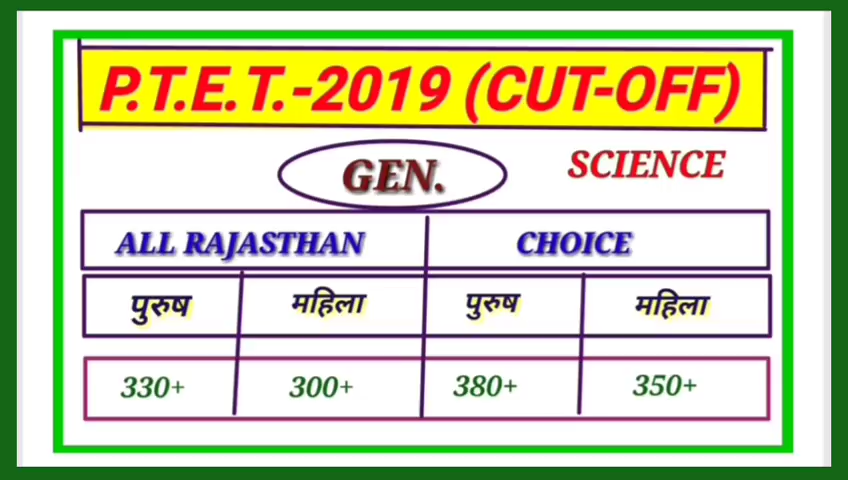 P.T.E.T.-2019 (CUT-OFF)
GEN.
SCIENCE
ALL RAJASTHAN CHOICE
पुरुष महिला पुरुष महिला
330+ 300+ 380+ 350+